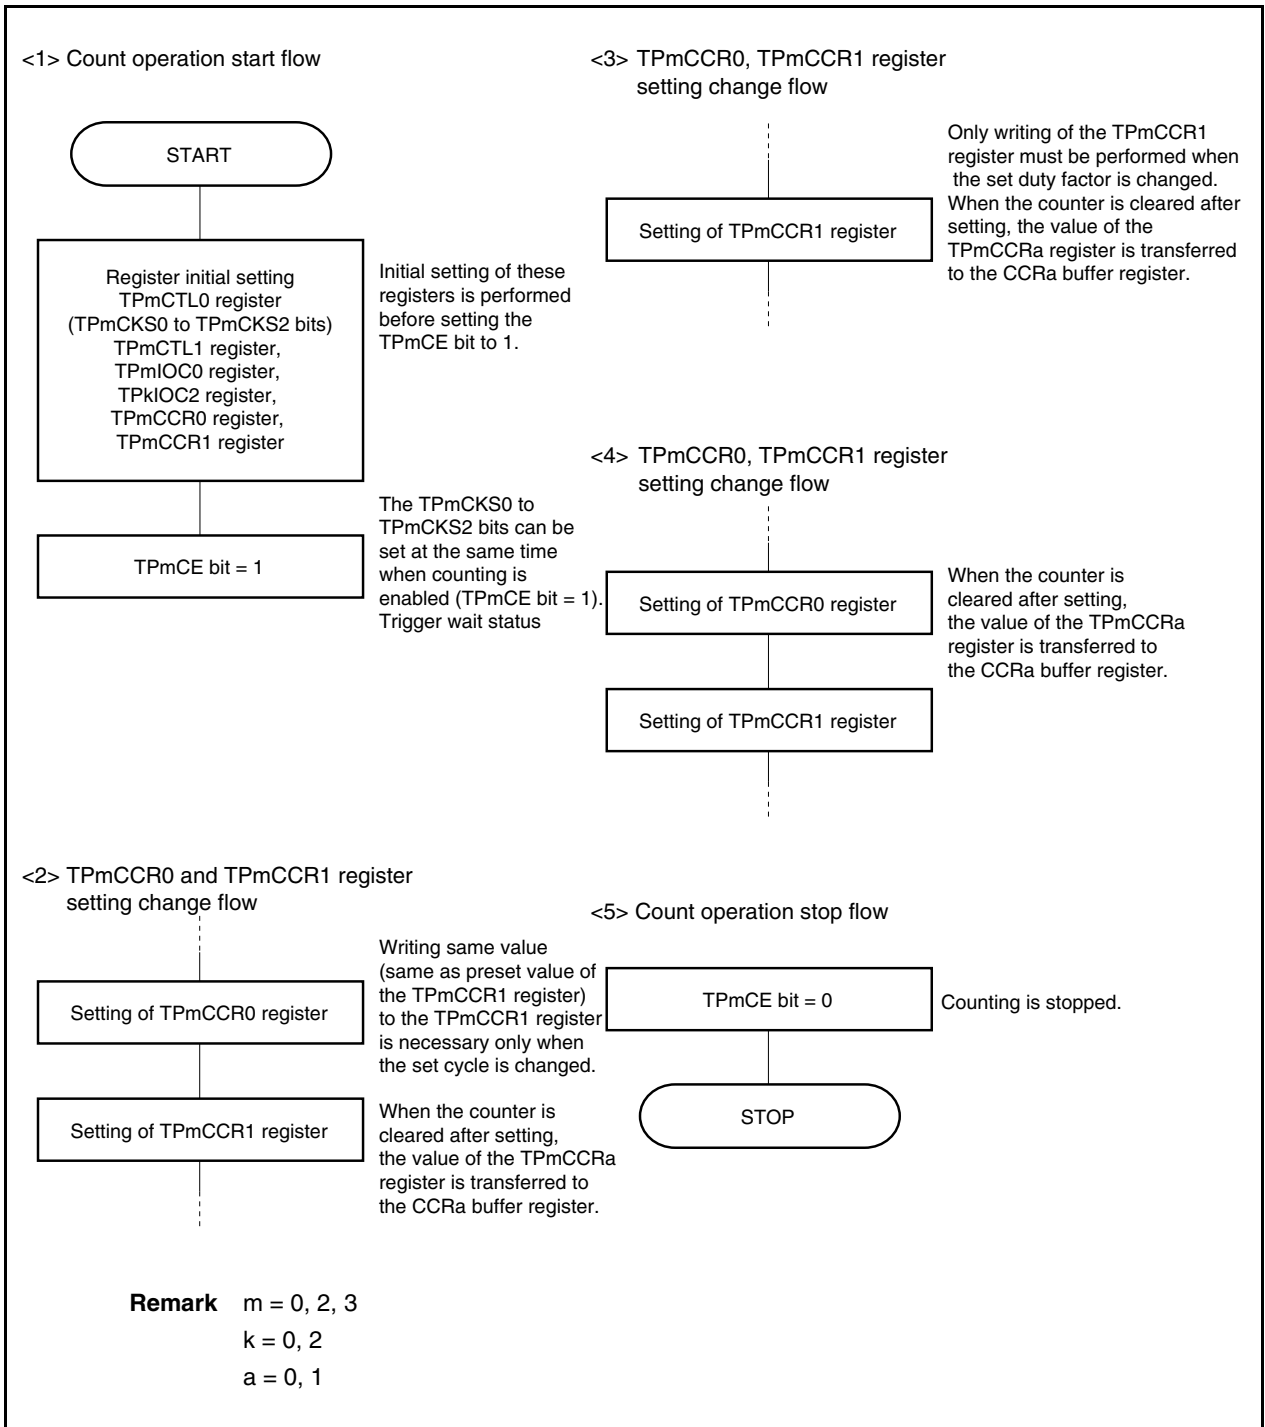 <1> Count operation start flow
START
Register initial setting
TPmCTL0 register
(TPmCKS0 to TPmCKS2 bits)
TPmCTL1 register,
TPmIOC0 register,
TPkIOC2 register,
TPmCCR0 register,
TPmCCR1 register
Initial setting of these
registers is performed
before setting the
TPmCE bit to 1.
TPmCE bit = 1
The TPmCKS0 to
TPmCKS2 bits can be
set at the same time
when counting is
enabled (TPmCE bit = 1).
Trigger wait status
<2> TPmCCR0 and TPmCCR1 register
setting change flow
Setting of TPmCCR0 register
Writing same value
(same as preset value of
the TPmCCR1 register)
to the TPmCCR1 register
is necessary only when
the set cycle is changed.
Setting of TPmCCR1 register
When the counter is
cleared after setting,
the value of the TPmCCRa
register is transferred to
the CCRa buffer register.
<3> TPmCCR0, TPmCCR1 register
setting change flow
Setting of TPmCCR1 register
Only writing of the TPmCCR1
register must be performed when
the set duty factor is changed.
When the counter is cleared after
setting, the value of the
TPmCCRa register is transferred
to the CCRa buffer register.
<4> TPmCCR0, TPmCCR1 register
setting change flow
Setting of TPmCCR0 register
When the counter is
cleared after setting,
the value of the TPmCCRa
register is transferred to
the CCRa buffer register.
Setting of TPmCCR1 register
<5> Count operation stop flow
TPmCE bit = 0
Counting is stopped.
STOP
Remark m = 0, 2, 3
k = 0, 2
a = 0, 1